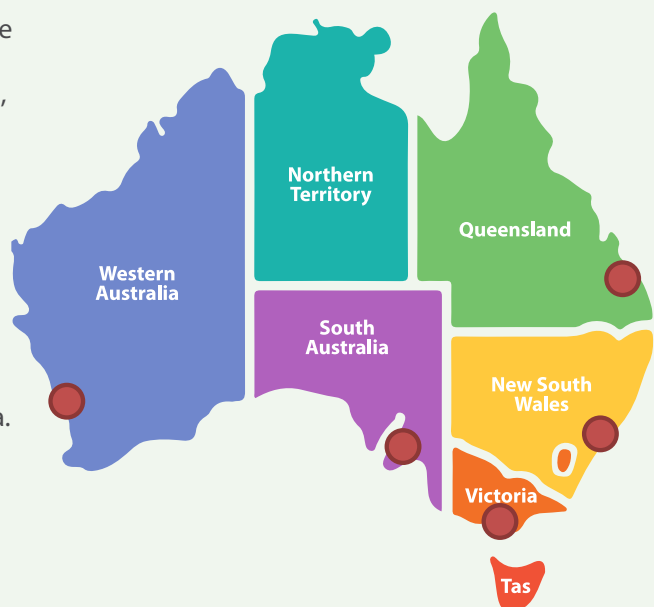 e
,
a.
Northern
Territory
Queensland
Western
Australia
South
Australia
New South
Wales
Victoria
Tas